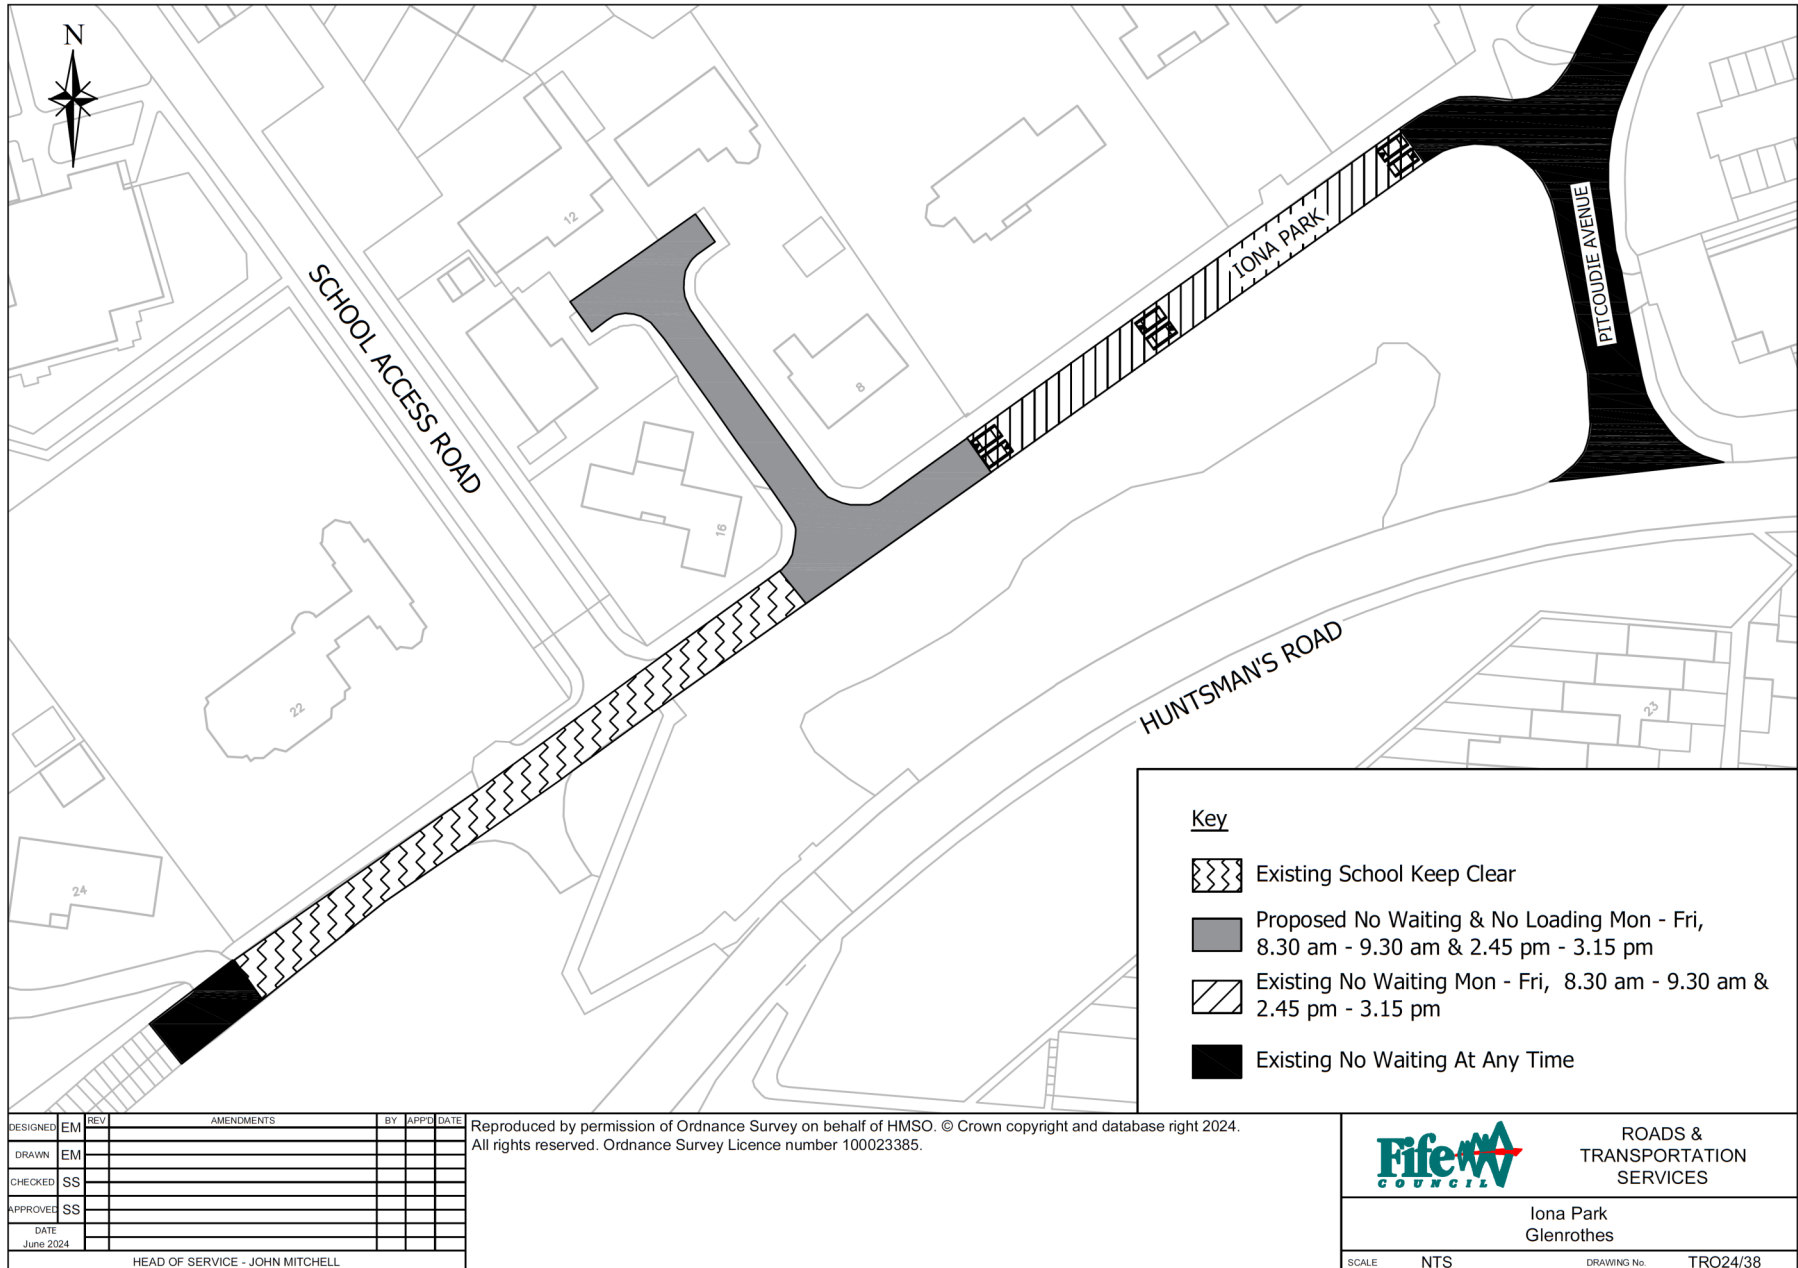 N
12
SCHOOL ACCESS ROAD
8
16
22
24
IONA PARK
PITCOUDIE AVENUE
HUNTSMAN'S ROAD
23
Key
Existing School Keep Clear
Proposed No Waiting & No Loading Mon - Fri,
8.30 am - 9.30 am & 2.45 pm - 3.15 pm
Existing No Waiting Mon - Fri, 8.30 am - 9.30 am &
2.45 pm - 3.15 pm
Existing No Waiting At Any Time
DESIGNED EM
DRAWN EM
CHECKED SS
APPROVED SS
DATE
June 2024
REV AMENDMENTS BY APP'D DATE
HEAD OF SERVICE - JOHN MITCHELL
Reproduced by permission of Ordnance Survey on behalf of HMSO. © Crown copyright and database right 2024.
All rights reserved. Ordnance Survey Licence number 100023385.
Fife
COUNCIL
ROADS &
TRANSPORTATION
SERVICES
Iona Park
Glenrothes
SCALE NTS DRAWING No. TRO24/38